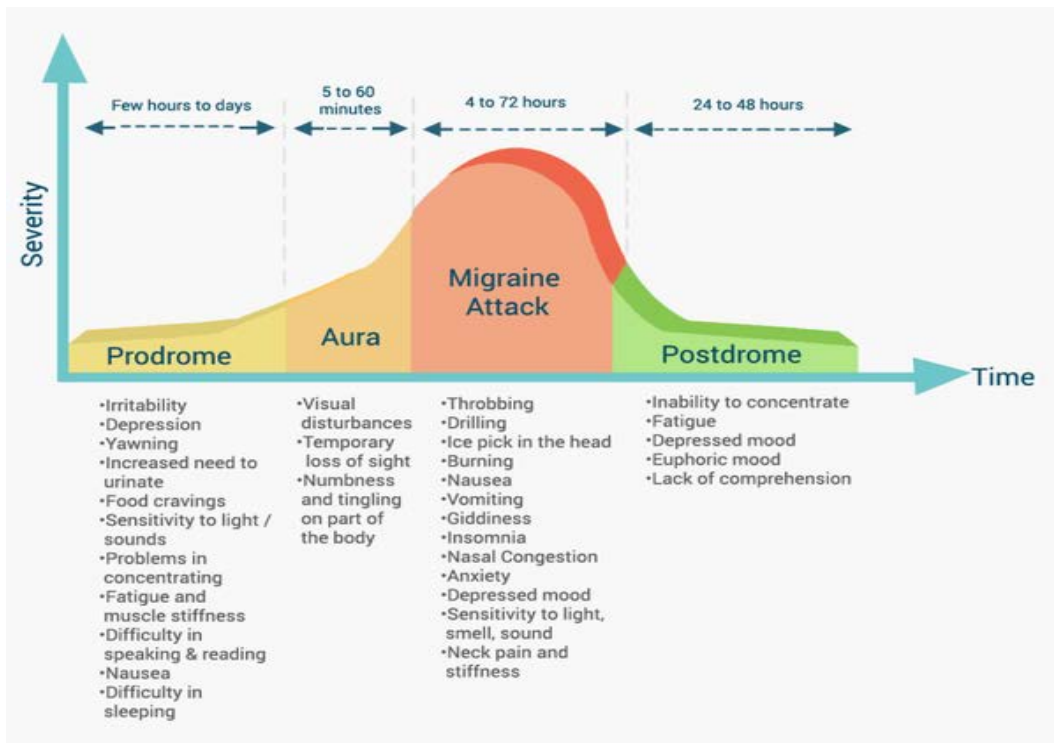 Few hours to days
5 to 60
minutes
4 to 72 hours
24 to 48 hours
Severity
Migraine
Attack
Prodrome
Aura
Postdrome
Time
•Irritability
•Depression
•Yawning
•Increased need to
urinate
•Food cravings
•Sensitivity to light /
sounds
•Problems in
concentrating
•Fatigue and
muscle stiffness
•Difficulty in
speaking & reading
•Nausea
•Difficulty in
sleeping
•Visual
disturbances
•Temporary
loss of sight
•Numbness
and tingling
on part of
the body
•Throbbing
•Drilling
•Ice pick in the head
•Burning
•Nausea
•Vomiting
•Giddiness
•Insomnia
•Nasal Congestion
•Anxiety
•Depressed mood
•Sensitivity to light,
smell, sound
•Neck pain and
stiffness
•Inability to concentrate
•Fatigue
•Depressed mood
•Euphoric mood
•Lack of comprehension